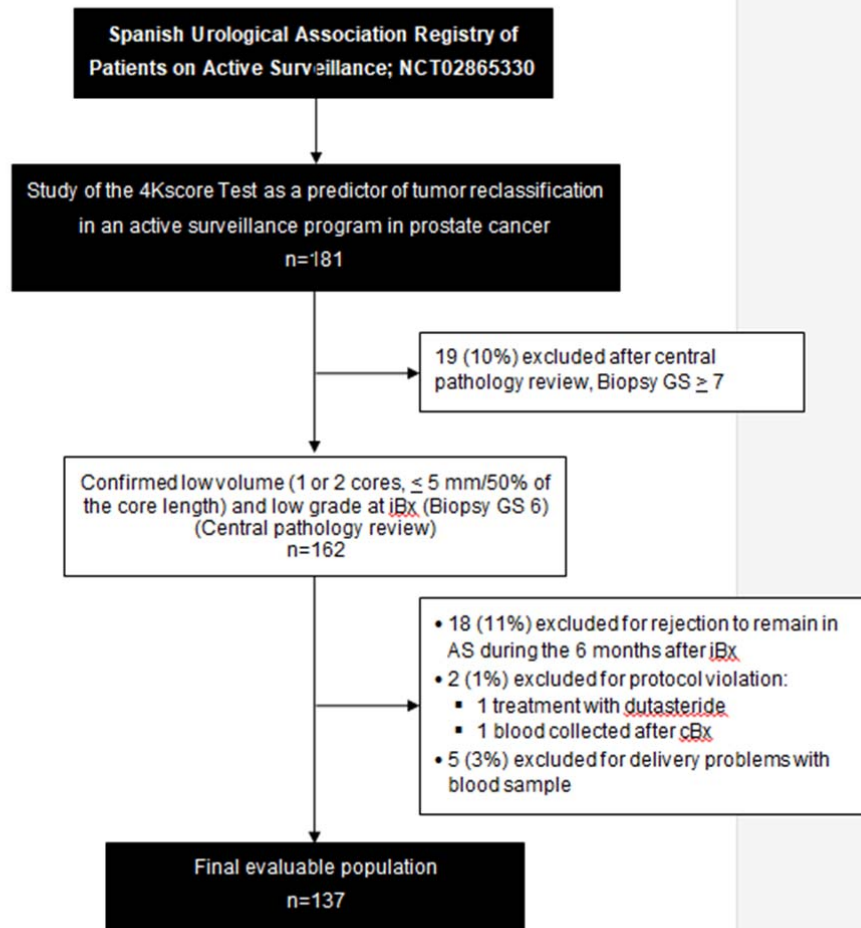 Spanish Urological Association Registry of
Patients on Active Surveillance; NCT02865330
Study of the 4Kscore Test as a predictor of tumor reclassification
in an active surveillance program in prostate cancer
n=181
19 (10%) excluded after central
pathology review, Biopsy GS ≥ 7
Confirmed low volume (1 or 2 cores, ≤ 5 mm/50% of
the core length) and low grade at iBx (Biopsy GS 6)
(Central pathology review)
n=162
• 18 (11%) excluded for rejection to remain in
AS during the 6 months after iBx
• 2 (1%) excluded for protocol violation:
▪ 1 treatment with dutasteride
▪ 1 blood collected after cBx
• 5 (3%) excluded for delivery problems with
blood sample
Final evaluable population
n=137